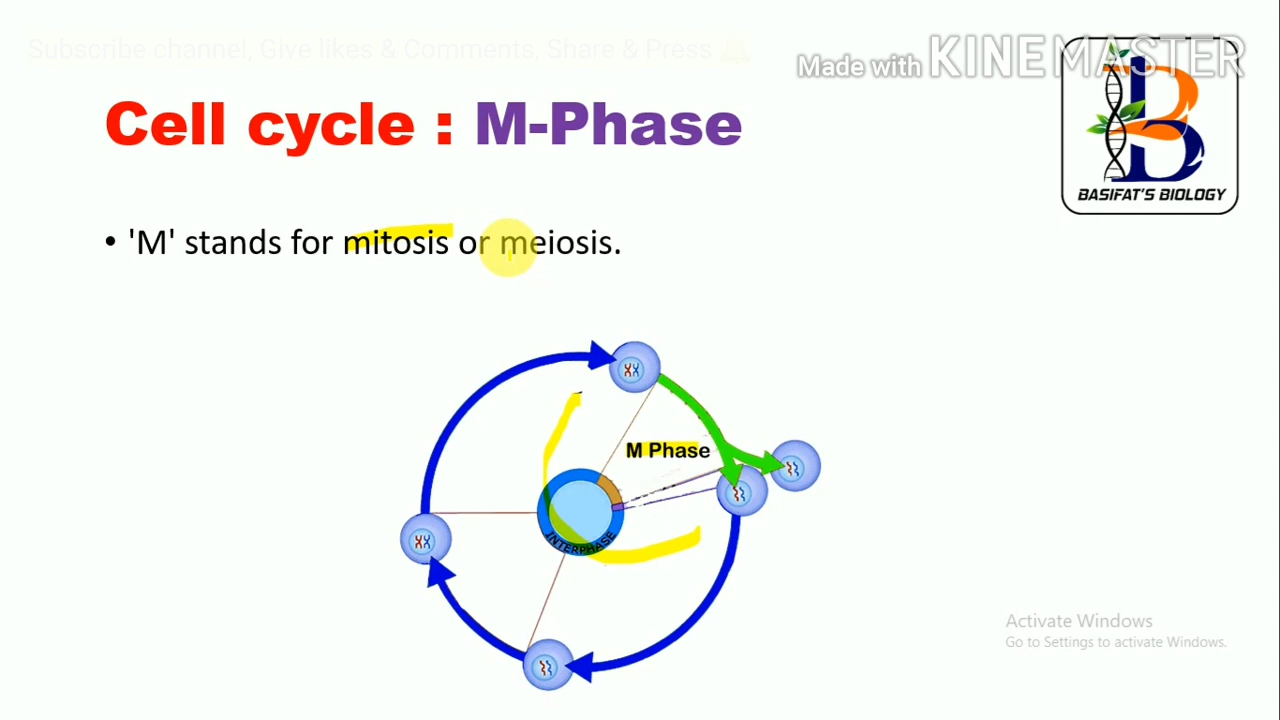 Subscribe channel, Give likes & Comments, Share & Press
Made with KINEMASTER
Cell cycle : M-Phase
BASIFAT'S BIOLOGY
• 'M' stands for mitosis or meiosis.
M Phase
INTERPHASE
Activate Windows
Go to Settings to activate Windows.